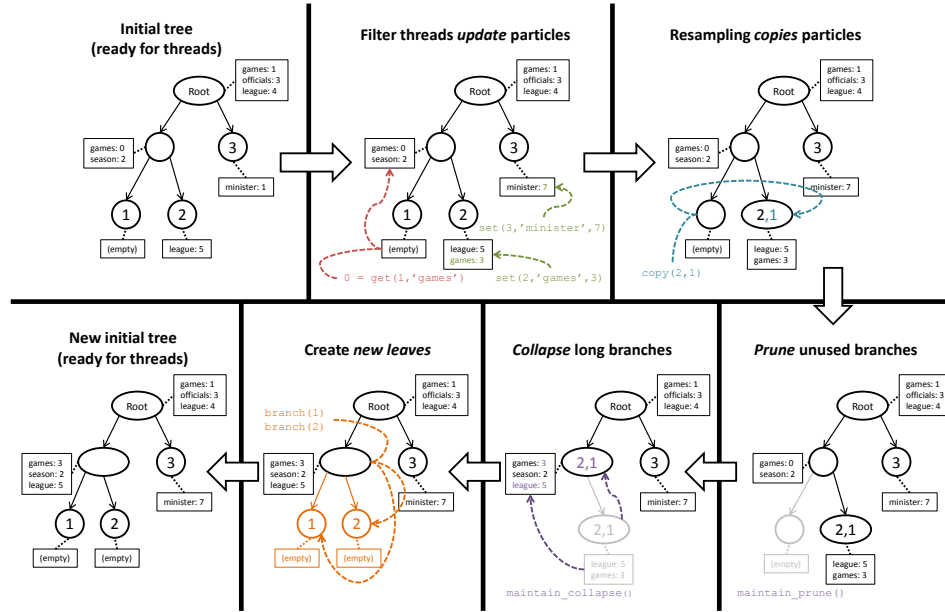 Initial tree
(ready for threads)
games: 1
officials: 3
league: 4
Root
games: 0
season: 2
3
minister: 1
1
2
(empty)
league: 5
Filter threads update particles
games: 1
officials: 3
league: 4
Root
games: 0
season: 2
3
minister: 7
1
2
set(3,'minister',7)
(empty)
league: 5
games: 3
0 = get(1,'games')
set(2,'games',3)
Resampling copies particles
games: 1
officials: 3
league: 4
Root
games: 0
season: 2
3
minister: 7
2,1
(empty)
league: 5
games: 3
copy(2,1)
New initial tree
(ready for threads)
games: 1
officials: 3
league: 4
Root
games: 3
season: 2
league: 5
3
minister: 7
1
2
(empty)
(empty)
Create new leaves
games: 1
officials: 3
league: 4
branch(1)
branch(2)
Root
games: 3
season: 2
league: 5
3
minister: 7
1
2
(empty)
(empty)
Collapse long branches
games: 1
officials: 3
league: 4
Root
games: 3
season: 2
league: 5
2,1
3
minister: 7
2,1
league: 5
games: 3
maintain_collapse()
Prune unused branches
games: 1
officials: 3
league: 4
Root
games: 0
season: 2
3
minister: 7
2,1
(empty)
league: 5
games: 3
maintain_prune()